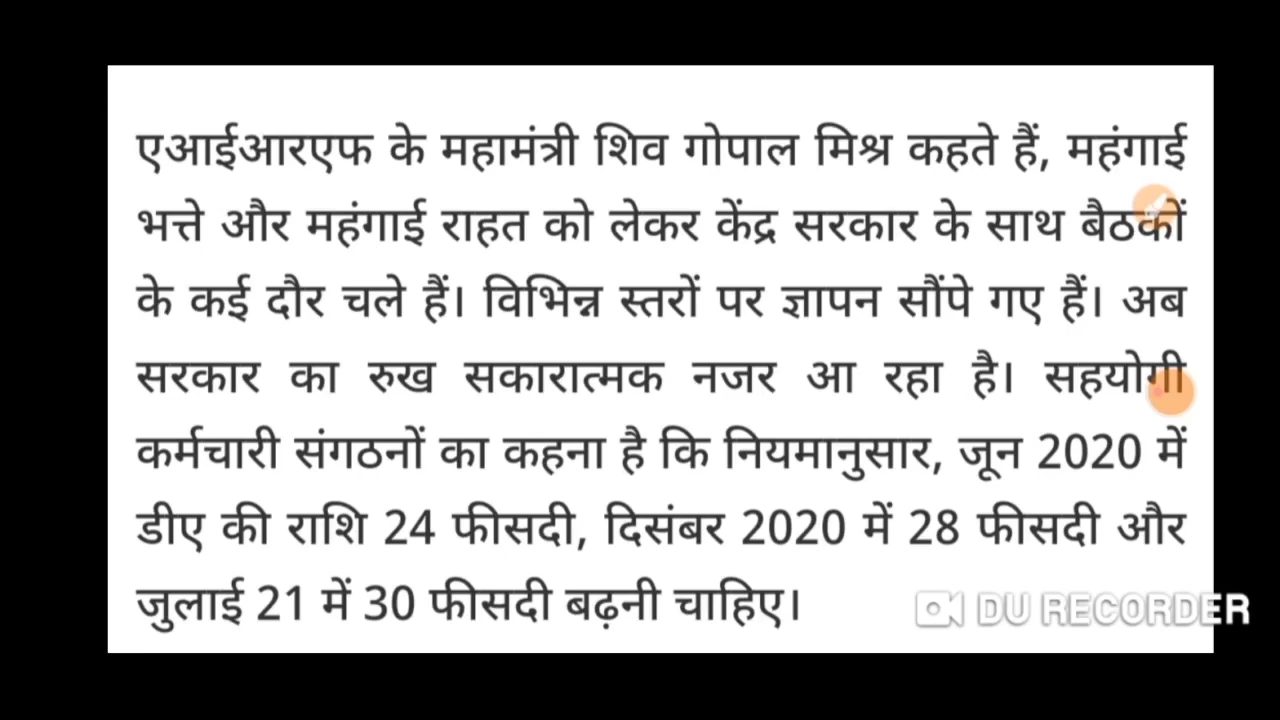 एआईआरएफ के महामंत्री शिव गोपाल मिश्र कहते हैं, महंगाई
भत्ते और महंगाई राहत को लेकर केंद्र सरकार के साथ बैठकों
के कई दौर चले हैं। विभिन्न स्तरों पर ज्ञापन सौंपे गए हैं। अब
सरकार का रुख सकारात्मक नजर आ रहा है। सहयोगी
कर्मचारी संगठनों का कहना है कि नियमानुसार, जून 2020 में
डीए की राशि 24 फीसदी, दिसंबर 2020 में 28 फीसदी और
जुलाई 21 में 30 फीसदी बढ़नी चाहिए।
DU RECORDER